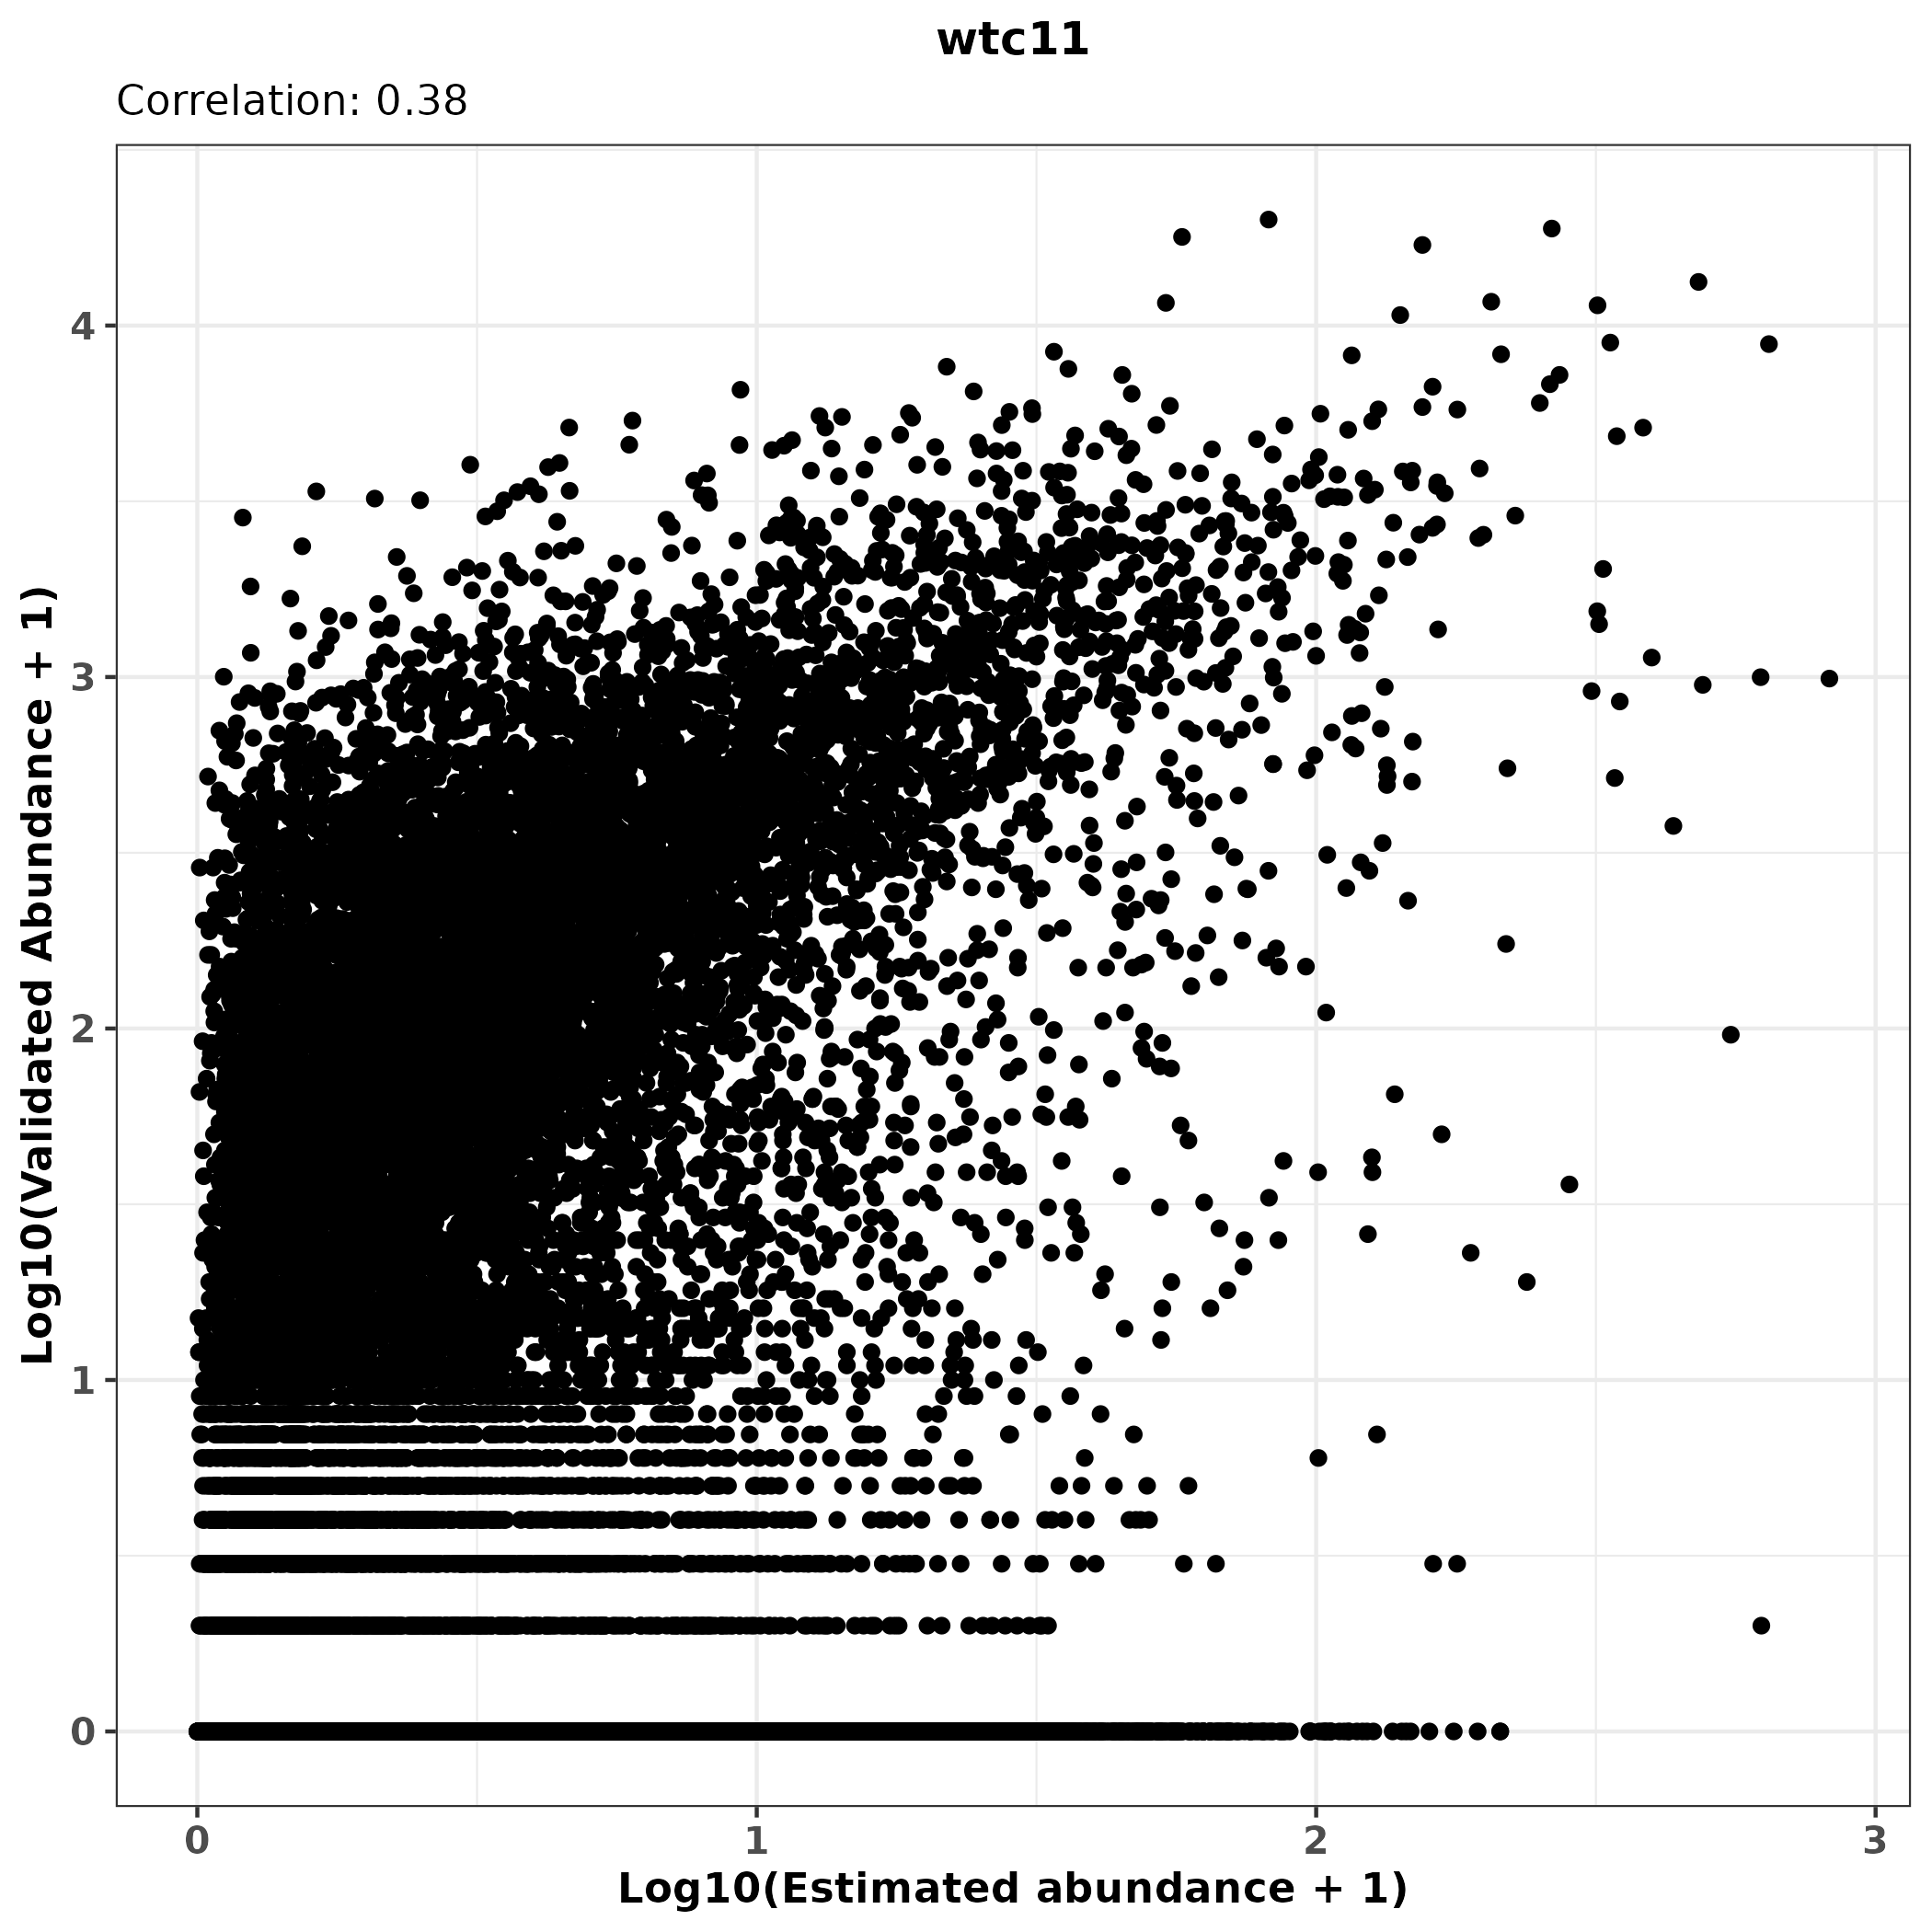 wtc11
Correlation: 0.38
Log10(Validated Abundance + 1)
4
3
2
1
0
0 1 2 3
Log10(Estimated abundance + 1)